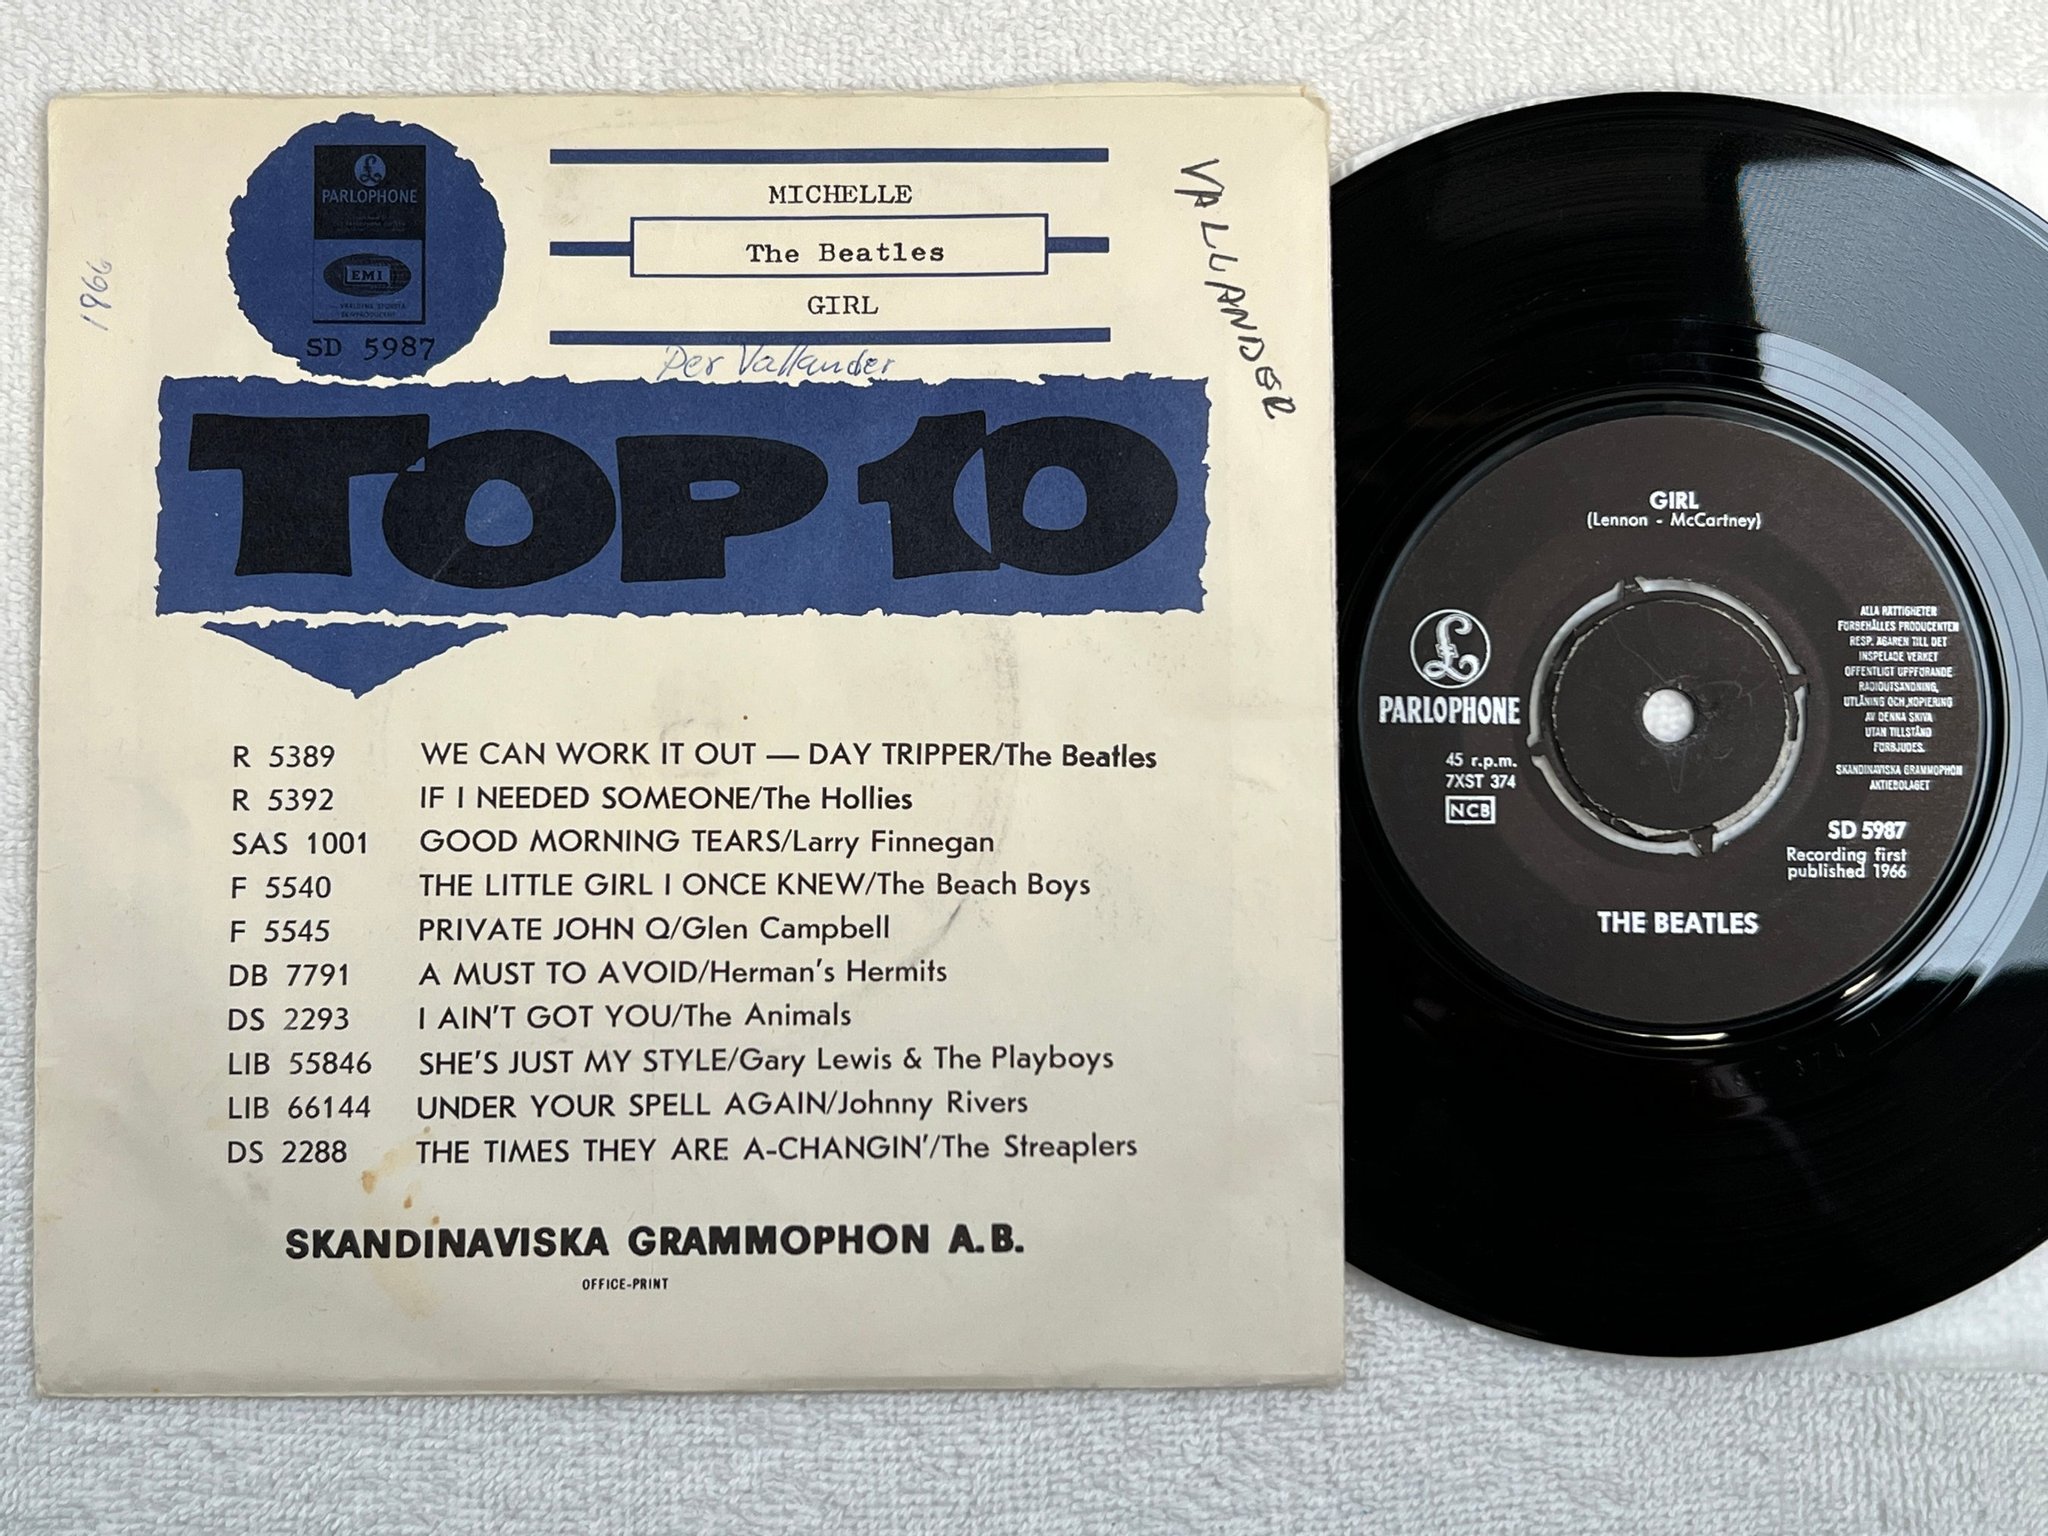 PARLOPHONE
EMI
SD 5987
MICHELLE
The Beatles
GIRL
VALLANDER
1966
Per Vallander
TOP 10
R 5389 WE CAN WORK IT OUT — DAY TRIPPER/The Beatles
R 5392 IF I NEEDED SOMEONE/The Hollies
SAS 1001 GOOD MORNING TEARS/Larry Finnegan
F 5540 THE LITTLE GIRL I ONCE KNEW/The Beach Boys
F 5545 PRIVATE JOHN Q/Glen Campbell
DB 7791 A MUST TO AVOID/Herman's Hermits
DS 2293 I AIN'T GOT YOU/The Animals
LIB 55846 SHE'S JUST MY STYLE/Gary Lewis & The Playboys
LIB 66144 UNDER YOUR SPELL AGAIN/Johnny Rivers
DS 2288 THE TIMES THEY ARE A-CHANGIN'/The Streaplers
SKANDINAVISKA GRAMMOPHON A.B.
OFFICE-PRINT
GIRL
(Lennon - McCartney)
£
PARLOPHONE
45 r.p.m.
7XST 374
NCB
ALLA RÄTTIGHETER
FÖRBEHÅLLES PRODUCENTEN
RESP. ÄGAREN TILL DET
INSPELADE VERKET
OFFENTLIGT UPPFÖRANDE
RADIOUTSÄNDNING,
UTLÅNING OCH KOPIERING
AV DENNA SKIVA
UTAN TILLSTÅND
FÖRBJUDES.
SKANDINAVISKA GRAMMOPHON
AKTIEBOLAGET
SD 5987
Recording first
published 1966
THE BEATLES